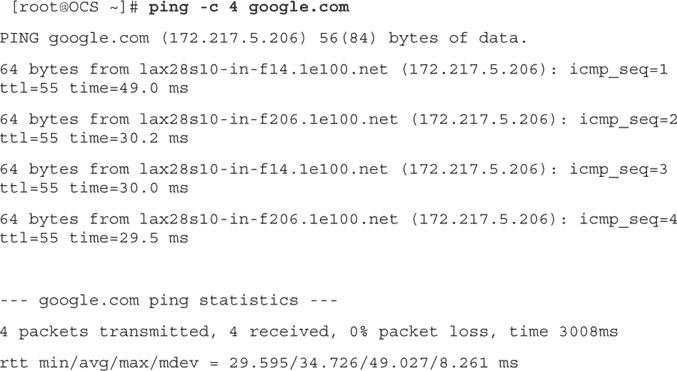 [root@OCS ~]# ping -c 4 google.com
PING google.com (172.217.5.206) 56(84) bytes of data.
64 bytes from lax28s10-in-f14.1e100.net (172.217.5.206): icmp_seq=1
ttl=55 time=49.0 ms
64 bytes from lax28s10-in-f206.1e100.net (172.217.5.206): icmp_seq=2
ttl=55 time=30.2 ms
64 bytes from lax28s10-in-f14.1e100.net (172.217.5.206): icmp_seq=3
ttl=55 time=30.0 ms
64 bytes from lax28s10-in-f206.1e100.net (172.217.5.206): icmp_seq=4
ttl=55 time=29.5 ms
--- google.com ping statistics ---
4 packets transmitted, 4 received, 0% packet loss, time 3008ms
rtt min/avg/max/mdev = 29.595/34.726/49.027/8.261 ms